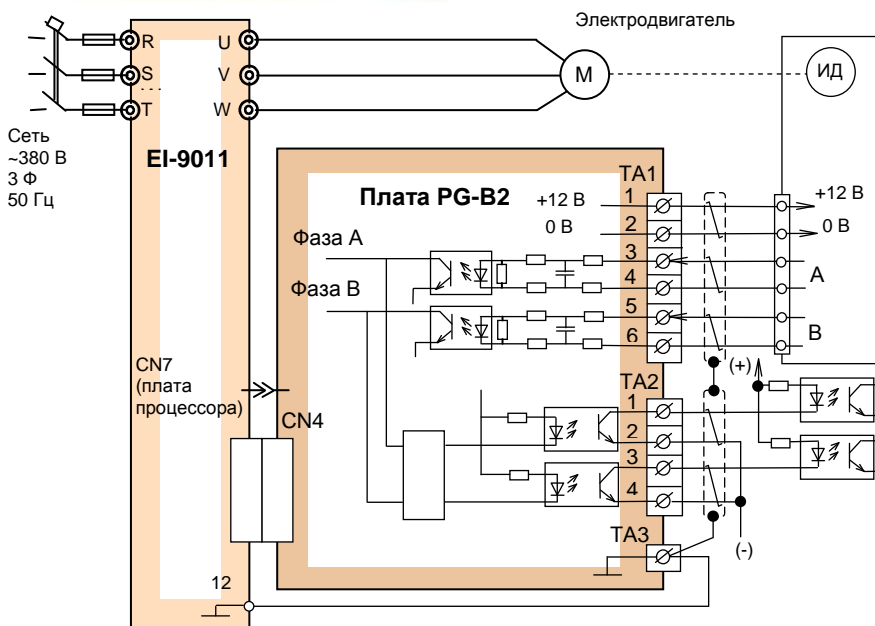 Электродвигатель
R
U
S
V
T
W
М
ИД
Сеть
~380 В
3 Ф
50 Гц
EI-9011
Плата PG-B2
TA1
1
+12 В
+12 В
2
0 В
0 В
Фаза А
3
А
4
Фаза В
5
В
6
CN7
(плата
процессора)
CN4
TA2
(+)
1
2
3
4
TA3
(-)
12